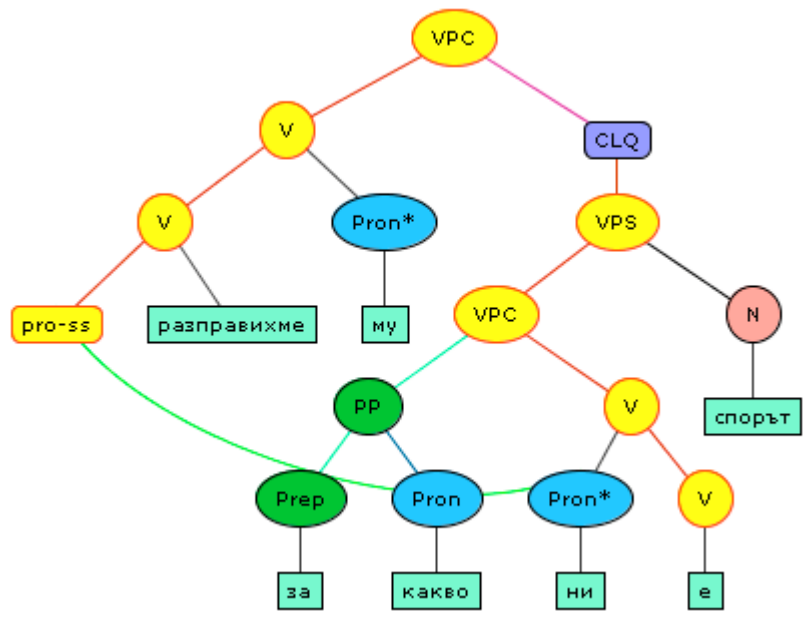 VPC
V
CLQ
V Pron* VPS
pro-ss разправихме му VPC N
PP V спорът
Prep Pron Pron* V
за какво ни е